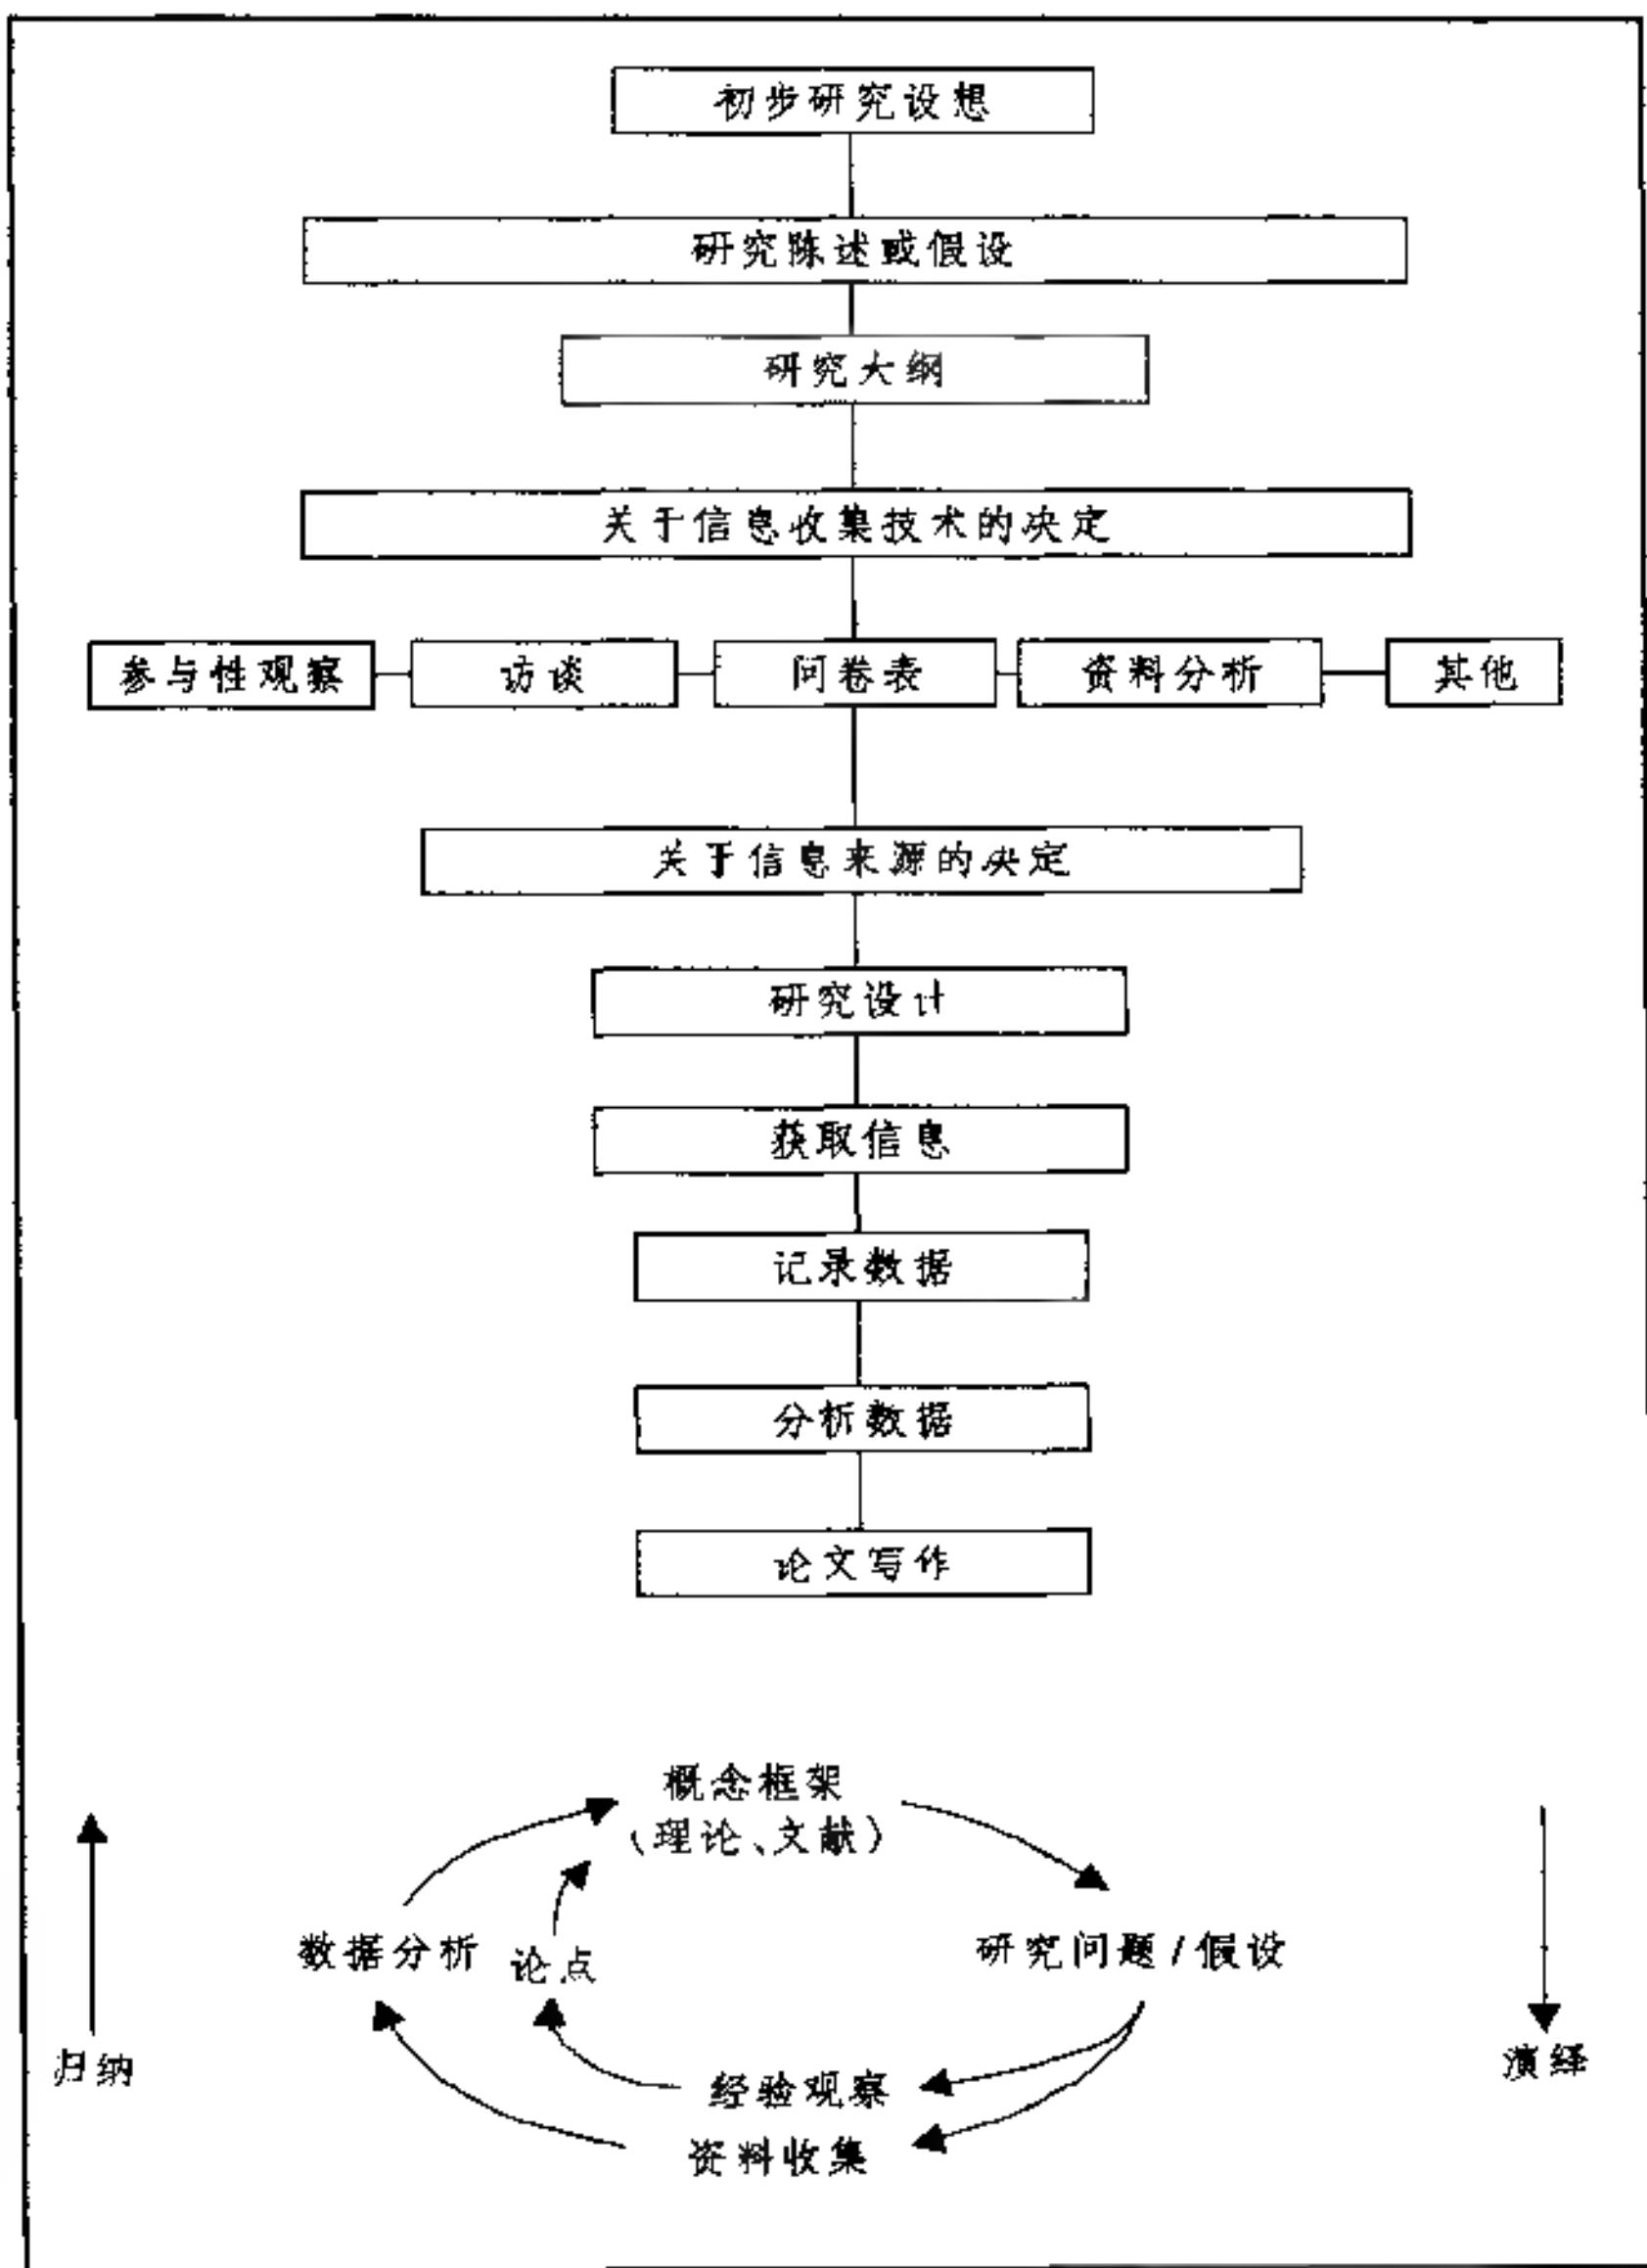 初步研究设想
研究陈述或假设
研究大纲
关于信息收集技术的决定
参与性观察 访谈 问卷表 资料分析 其他
关于信息来源的决定
研究设计
获取信息
记录数据
分析数据
论文写作
概念框架
(理论、文献)
数据分析 论点 研究问题/假设
归纳 演绎
经验观察
资料收集